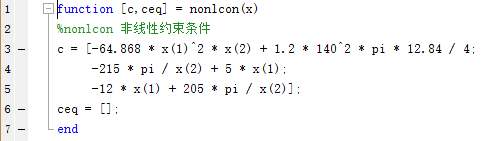 1 function [c,ceq] = nonlcon(x)
2 %nonlcon 非线性约束条件
3 — c = [-64.868 * x(1)^2 * x(2) + 1.2 * 140^2 * pi * 12.84 / 4;
4 -215 * pi / x(2) + 5 * x(1);
5 -12 * x(1) + 205 * pi / x(2)];
6 — ceq = [];
7 — end